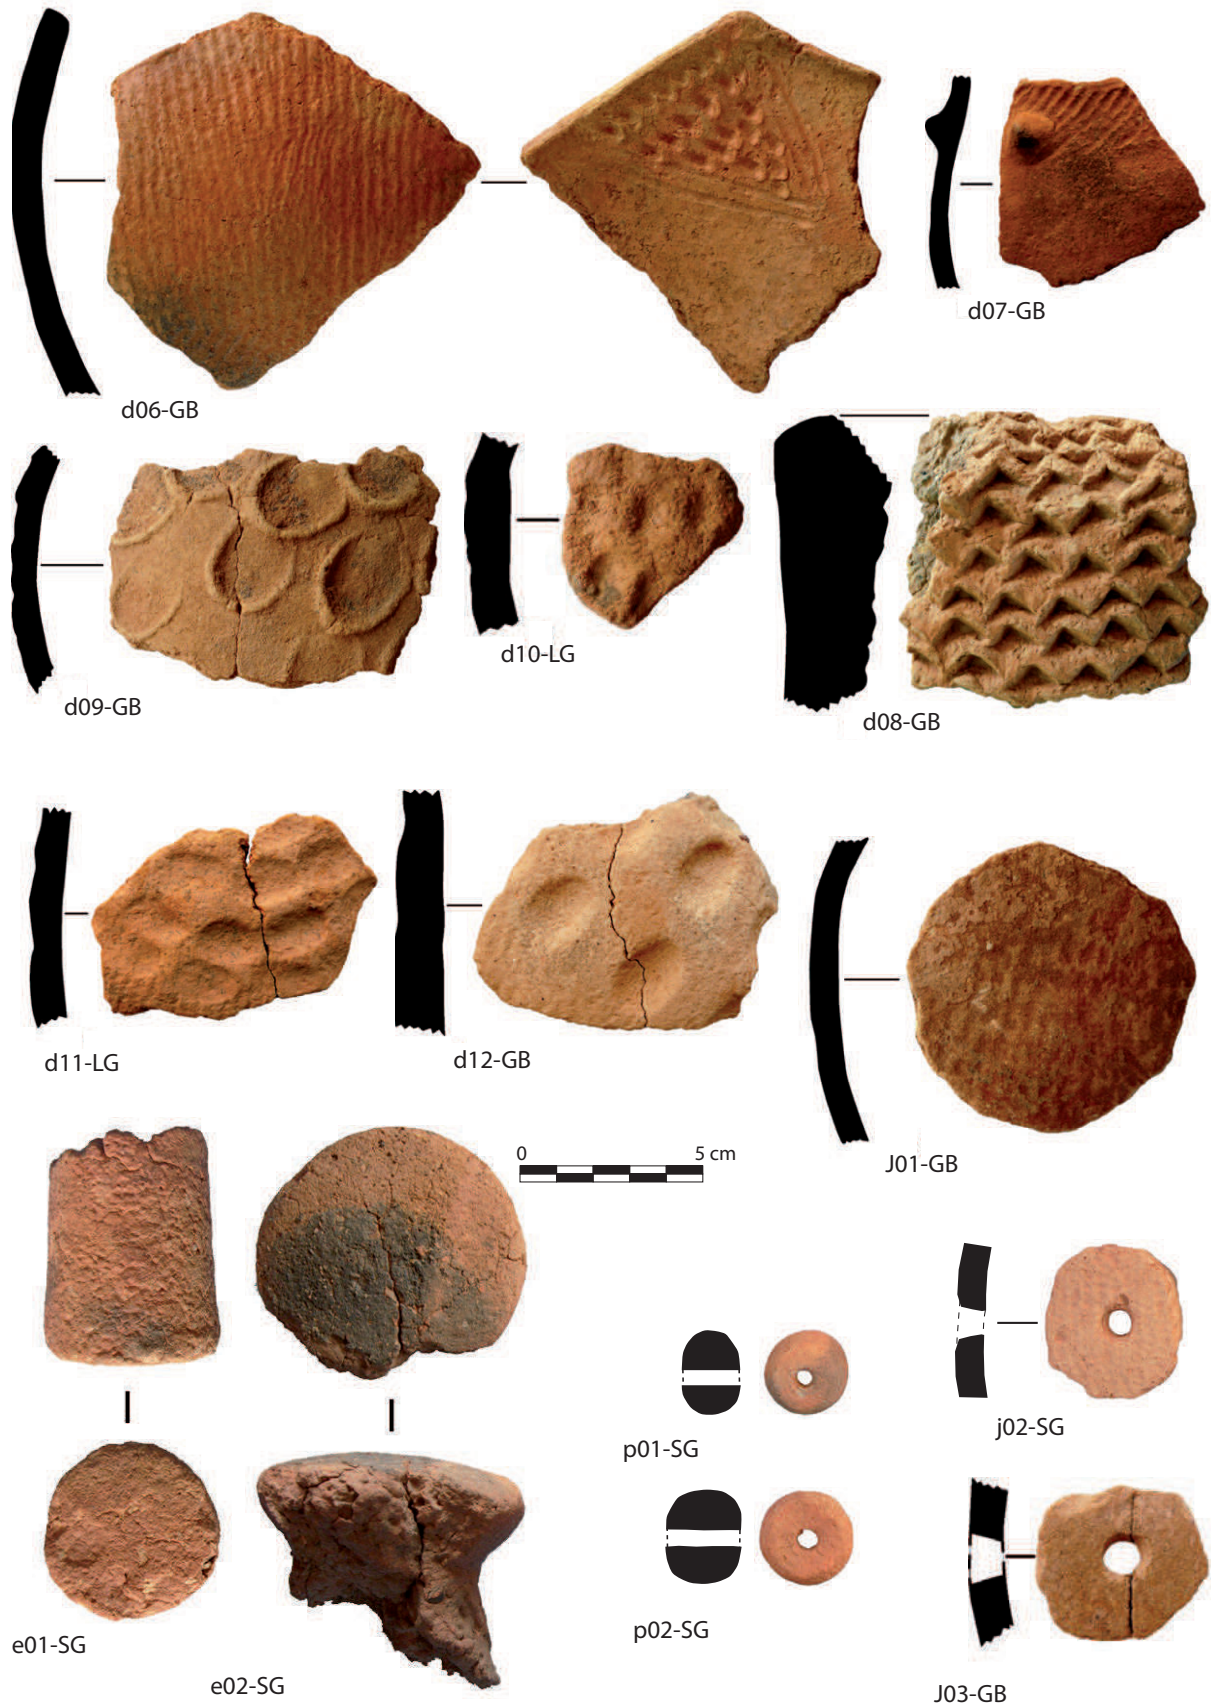 d06-GB
d07-GB
d09-GB
d10-LG
d08-GB
d11-LG
d12-GB
J01-GB
0 5 cm
e01-SG
e02-SG
p01-SG
j02-SG
p02-SG
J03-GB